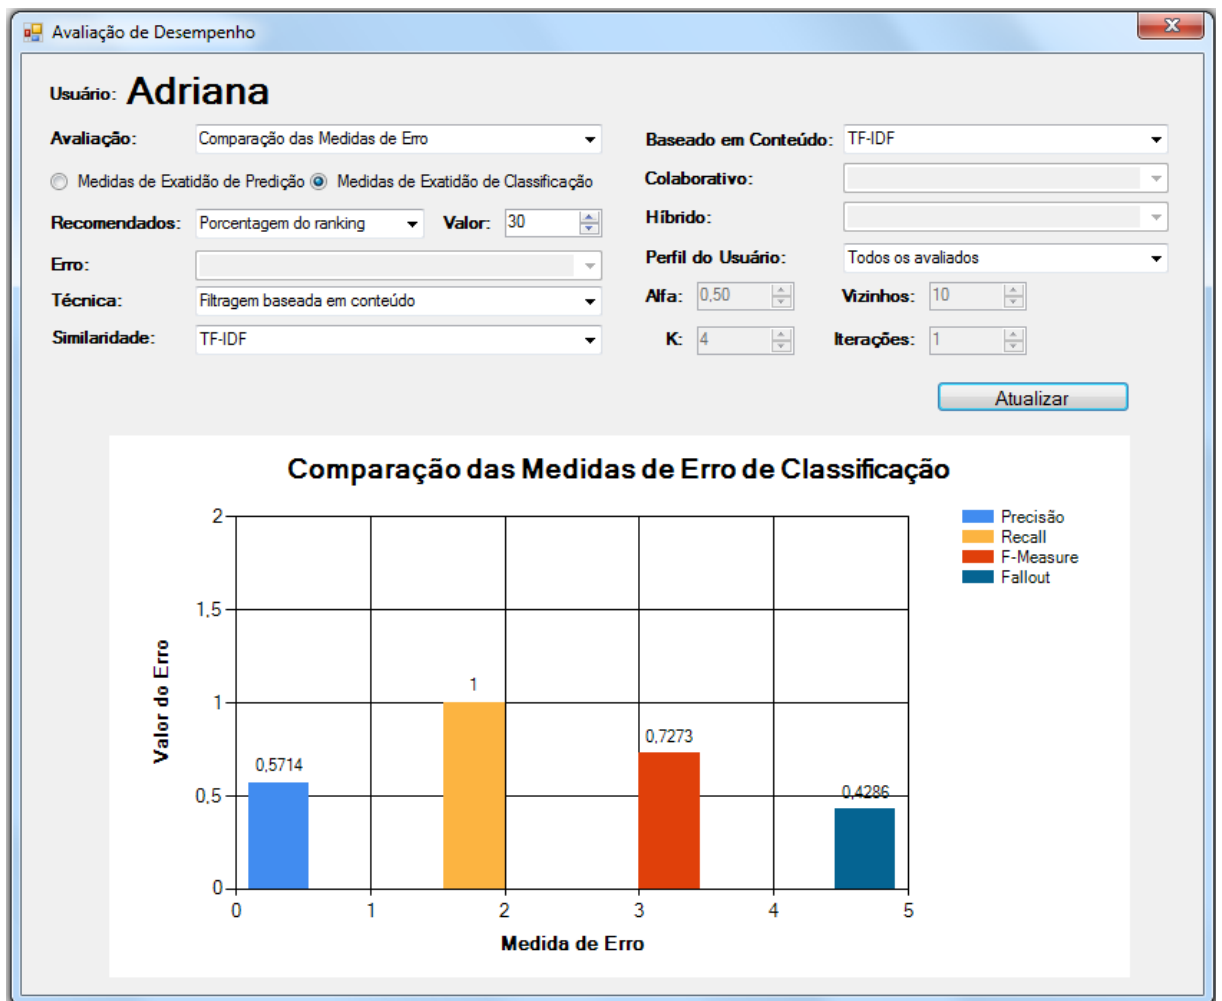 Avaliação de Desempenho
Usuário: Adriana
Avaliação: Comparação das Medidas de Erro
Medidas de Exatidão de Predição Medidas de Exatidão de Classificação
Recomendados: Porcentagem do ranking Valor: 30
Erro:
Técnica: Filtragem baseada em conteúdo
Similaridade: TF-IDF
Baseado em Conteúdo: TF-IDF
Colaborativo:
Híbrido:
Perfil do Usuário: Todos os avaliados
Alfa: 0,50 Vizinhos: 10
K: 4 Iterações: 1
Atualizar
Comparação das Medidas de Erro de Classificação
Precisão
Recall
F-Measure
Fallout
Valor do Erro
2
1,5
1
0,5
0
0,5714
1
0,7273
0,4286
0 1 2 3 4 5
Medida de Erro